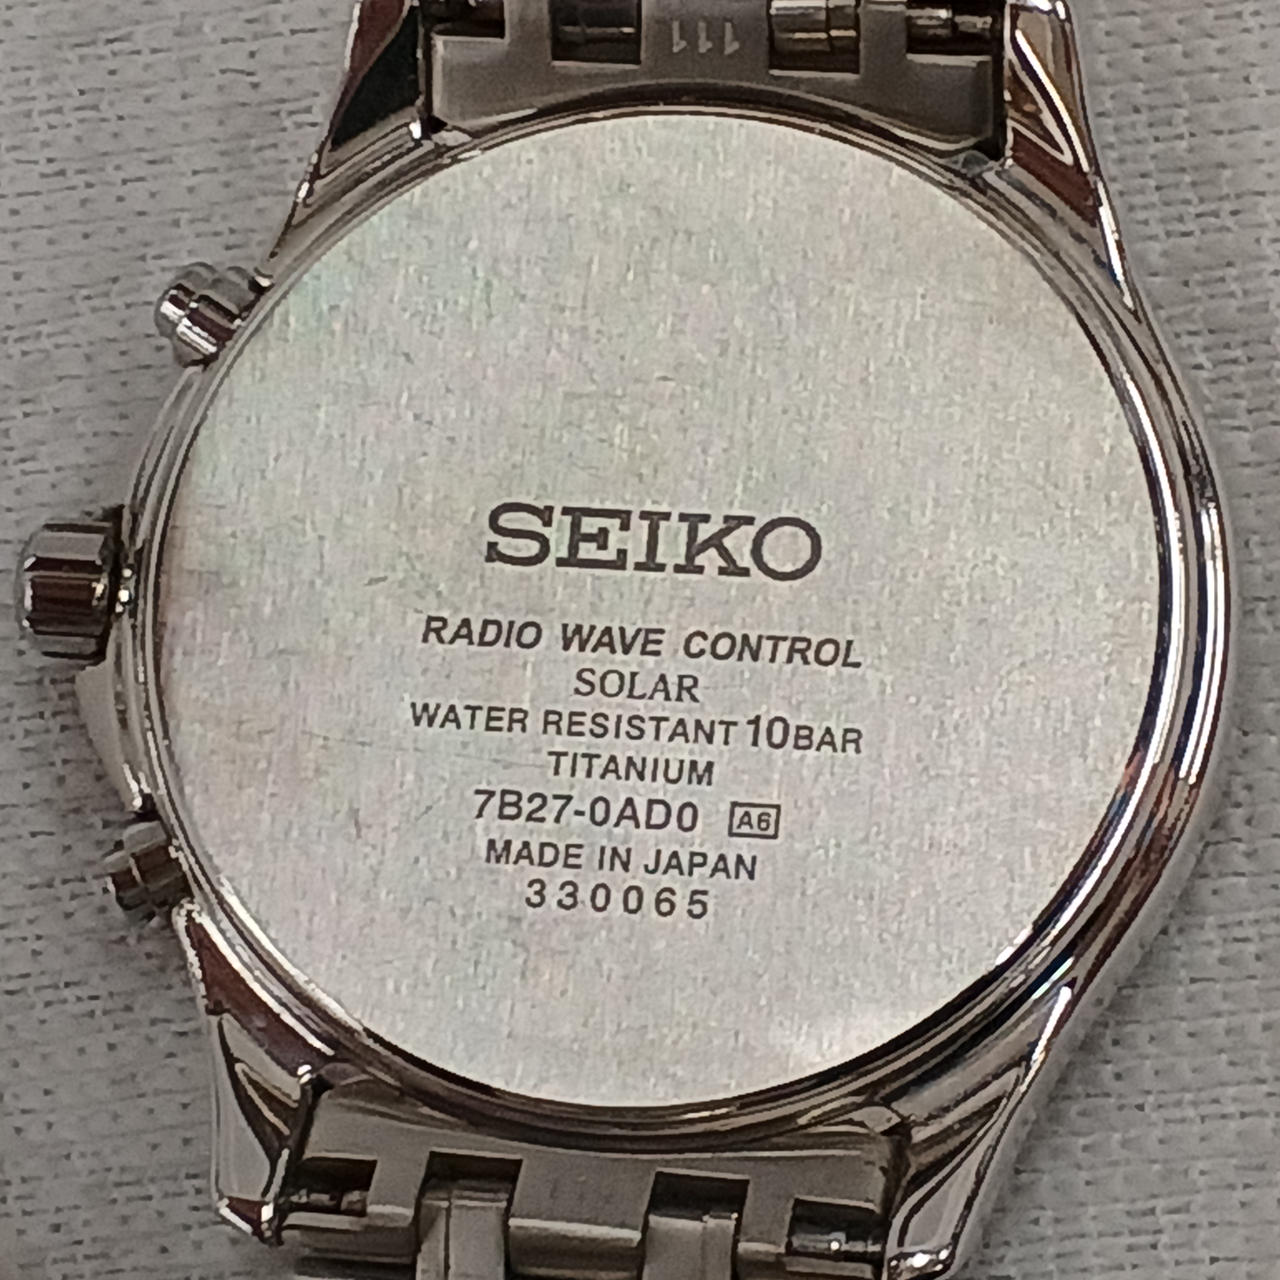 111
SEIKO
RADIO WAVE CONTROL
SOLAR
WATER RESISTANT 10BAR
TITANIUM
7B27-0AD0 A6
MADE IN JAPAN
330065